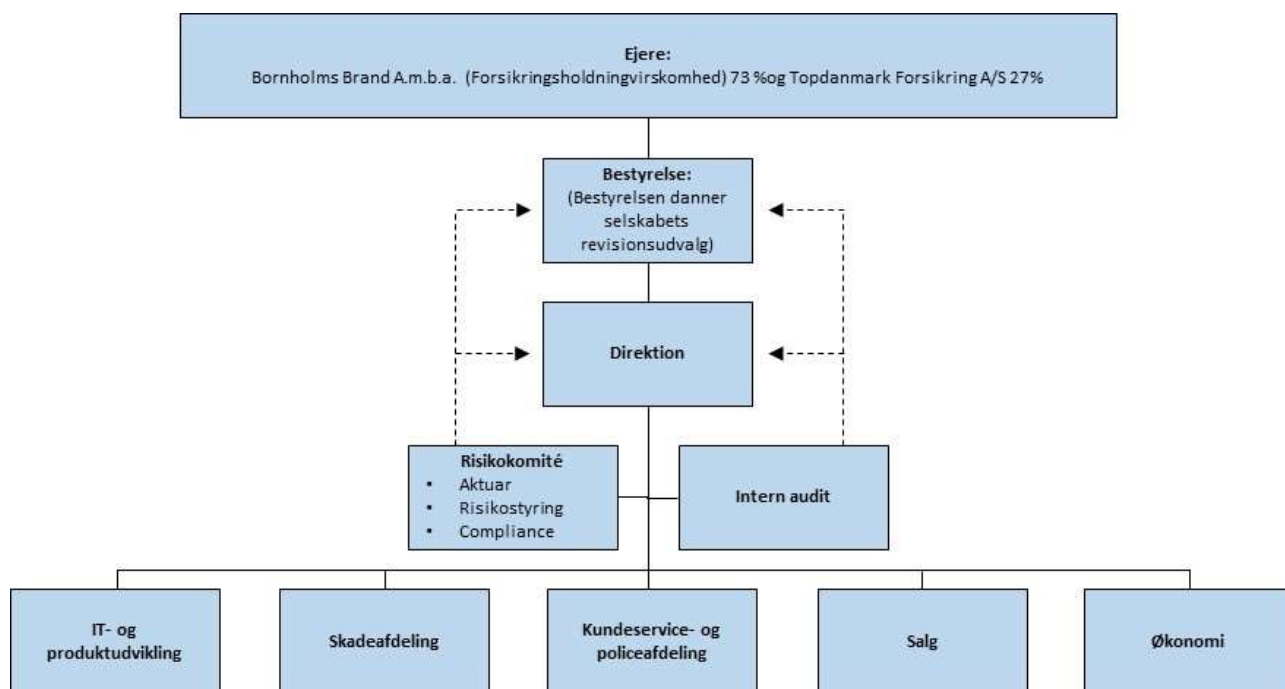 Ejere:
Bornholms Brand A.m.b.a. (Forsikringsholdningvirskomhed) 73 %og Topdanmark Forsikring A/S 27%
Bestyrelse:
(Bestyrelsen danner
selskabets
revisionsudvalg)
Direktion
Risikokomité
• Aktuar
• Risikostyring
• Compliance
Intern audit
IT- og
produktudvikling
Skadeafdeling
Kundeservice- og
policeafdeling
Salg
Økonomi